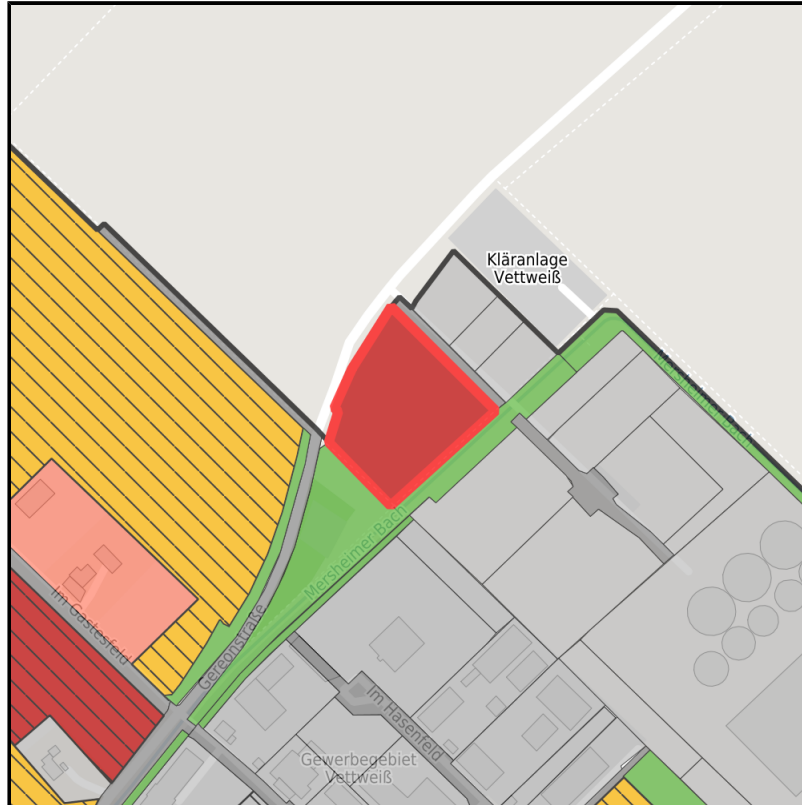 Kläranlage
Vettweiß
Mersheimer Bach
Mersheimer Bach
Im Gastesfeld
Gereonstraße
Im Hasenfeld
Gewerbegebiet
Vettweiß